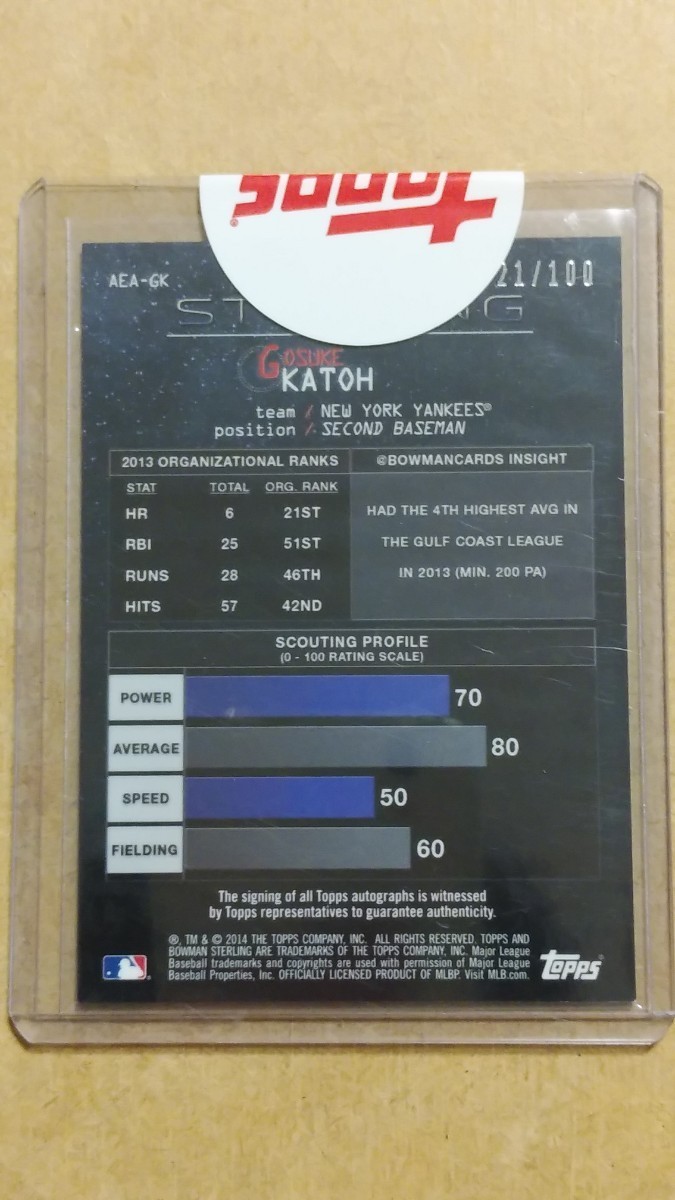 Topps®
AEA-GK
21/100
ST NG
GOSUKE
KATOH
team / NEW YORK YANKEES®
position / SECOND BASEMAN
2013 ORGANIZATIONAL RANKS
STAT TOTAL ORG. RANK
HR 6 21ST
RBI 25 51ST
RUNS 28 46TH
HITS 57 42ND
@BOWMANCARDS INSIGHT
HAD THE 4TH HIGHEST AVG IN
THE GULF COAST LEAGUE
IN 2013 (MIN. 200 PA)
SCOUTING PROFILE
(0 - 100 RATING SCALE)
POWER 70
AVERAGE 80
SPEED 50
FIELDING 60
The signing of all Topps autographs is witnessed
by Topps representatives to guarantee authenticity.
®, TM & © 2014 THE TOPPS COMPANY, INC. ALL RIGHTS RESERVED. TOPPS AND
BOWMAN STERLING ARE TRADEMARKS OF THE TOPPS COMPANY, INC. Major League
Baseball trademarks and copyrights are used with permission of Major League
Baseball Properties, Inc. OFFICIALLY LICENSED PRODUCT OF MLBP. Visit MLB.com.
Topps®